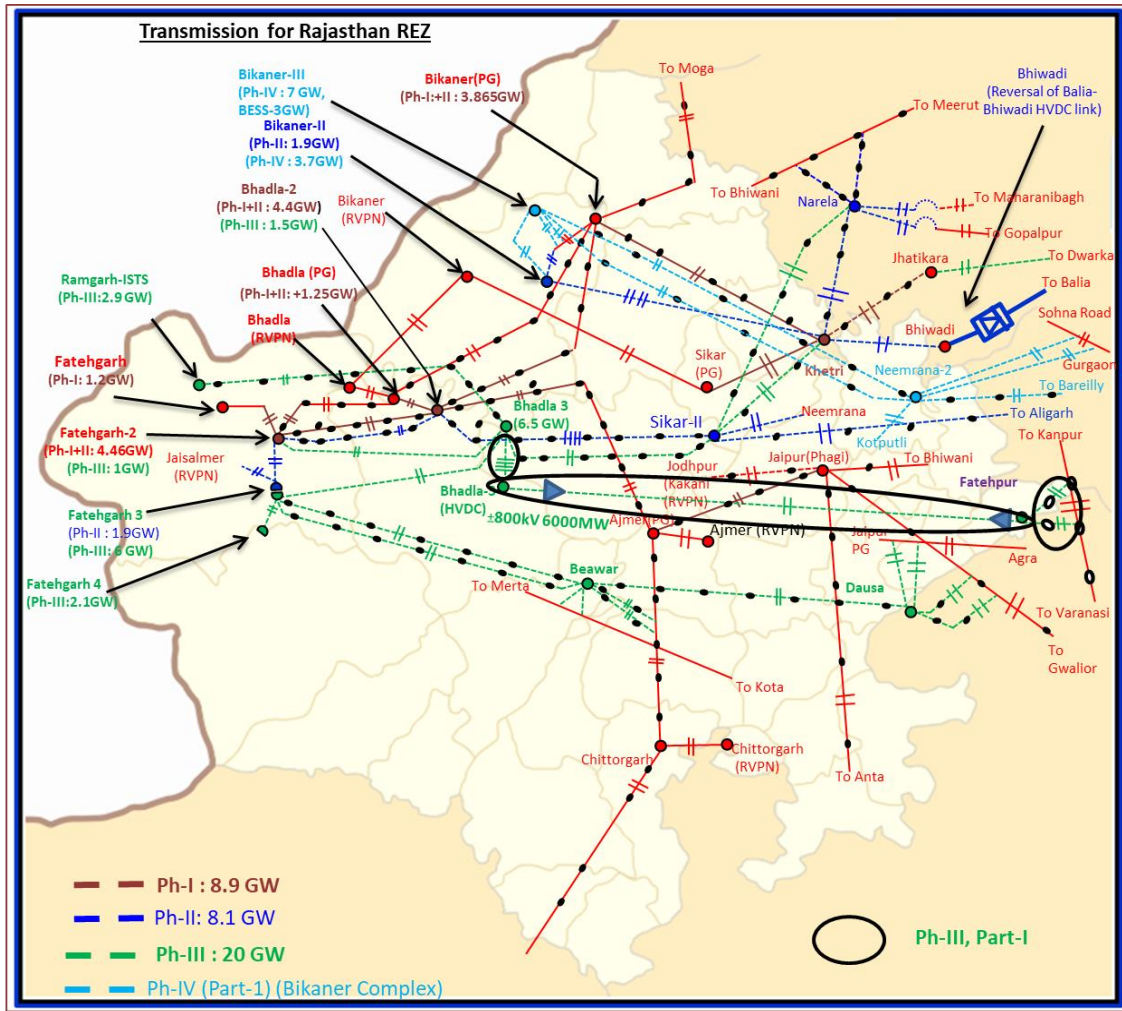 Transmission for Rajasthan REZ
Bikaner-III
(Ph-IV : 7 GW,
BESS-3GW)
Bikaner(PG)
(Ph-I:+II : 3.865GW)
To Moga
Bhiwadi
(Reversal of Balia-
Bhiwadi HVDC link)
To Meerut
Bikaner-II
(Ph-II: 1.9GW)
(Ph-IV : 3.7GW)
To Bhiwani
Narela
To Maharanibagh
To Gopalpur
Bhadla-2
(Ph-I+II : 4.4GW)
(Ph-III : 1.5GW)
Bikaner
(RVPN)
Jhatikara
To Dwarka
To Balia
Ramgarh-ISTS
(Ph-III:2.9 GW)
Bhadla (PG)
(Ph-I+II: +1.25GW)
Bhadla
(RVPN)
Bhiwadi
Sohna Road
Gurgaon
Fatehgarh
(Ph-I: 1.2GW)
Sikar
(PG)
Khetri
Neemrana-2
To Bareilly
Bhadla 3
(6.5 GW)
Sikar-II
Neemrana
To Aligarh
Kotputli
To Kanpur
Fatehgarh-2
(Ph-I+II: 4.46GW)
(Ph-III: 1GW)
Jaisalmer
(RVPN)
Jodhpur
(Kakani)
(RVPN)
Jaipur(Phagi)
To Bhiwani
Fatehpur
Bhadla-3
(HVDC)
±800kV 6000MW
Fatehgarh 3
(Ph-II : 1.9GW)
(Ph-III: 6 GW)
Ajmer(PG)
Ajmer (RVPN)
Jaipur
PG
Agra
Fatehgarh 4
(Ph-III:2.1GW)
Beawar
To Merta
Dausa
To Varanasi
To
Gwalior
To Kota
Chittorgarh
Chittorgarh
(RVPN)
To Anta
Ph-I : 8.9 GW
Ph-II: 8.1 GW
Ph-III : 20 GW
Ph-IV (Part-1) (Bikaner Complex)
Ph-III, Part-I